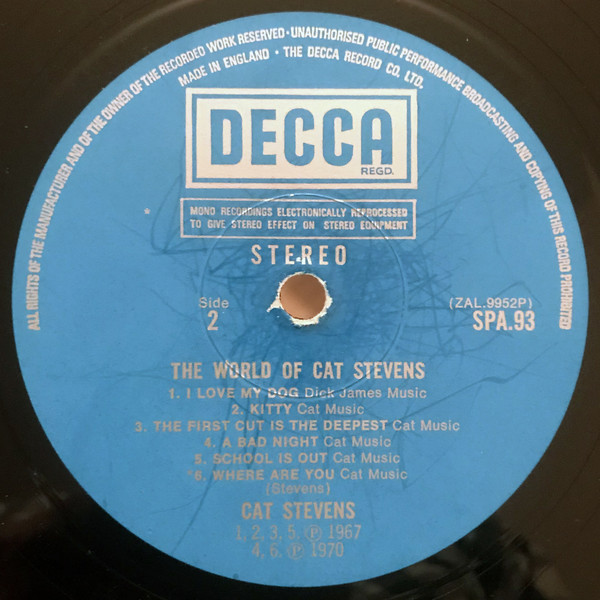 ALL RIGHTS OF THE MANUFACTURER AND OF THE OWNER OF THE RECORDED WORK RESERVED · UNAUTHORISED PUBLIC PERFORMANCE BROADCASTING AND COPYING OF THIS RECORD PROHIBITED
MADE IN ENGLAND · THE DECCA RECORD CO. LTD.
DECCA
REGD.
* MONO RECORDINGS ELECTRONICALLY REPROCESSED
TO GIVE STEREO EFFECT ON STEREO EQUIPMENT
STEREO
Side (ZAL.9952P)
2 SPA.93
THE WORLD OF CAT STEVENS
1. I LOVE MY DOG Dick James Music
2. KITTY Cat Music
3. THE FIRST CUT IS THE DEEPEST Cat Music
4. A BAD NIGHT Cat Music
5. SCHOOL IS OUT Cat Music
*6. WHERE ARE YOU Cat Music
(Stevens)
CAT STEVENS
1, 2, 3, 5, ℗ 1967
4, 6, ℗ 1970